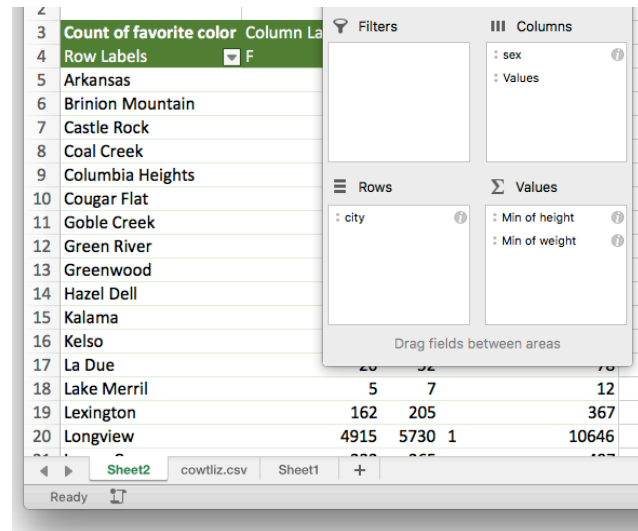 2
3 Count of favorite color Column La
4 Row Labels F
5 Arkansas
6 Brinion Mountain
7 Castle Rock
8 Coal Creek
9 Columbia Heights
10 Cougar Flat
11 Goble Creek
12 Green River
13 Greenwood
14 Hazel Dell
15 Kalama
16 Kelso
17 La Due 26 52 78
18 Lake Merril 5 7 12
19 Lexington 162 205 367
20 Longview 4915 5730 1 10646
Filters
Columns
sex
Values
Rows
city
Values
Min of height
Min of weight
Drag fields between areas
Sheet2 cowtliz.csv Sheet1 +
Ready